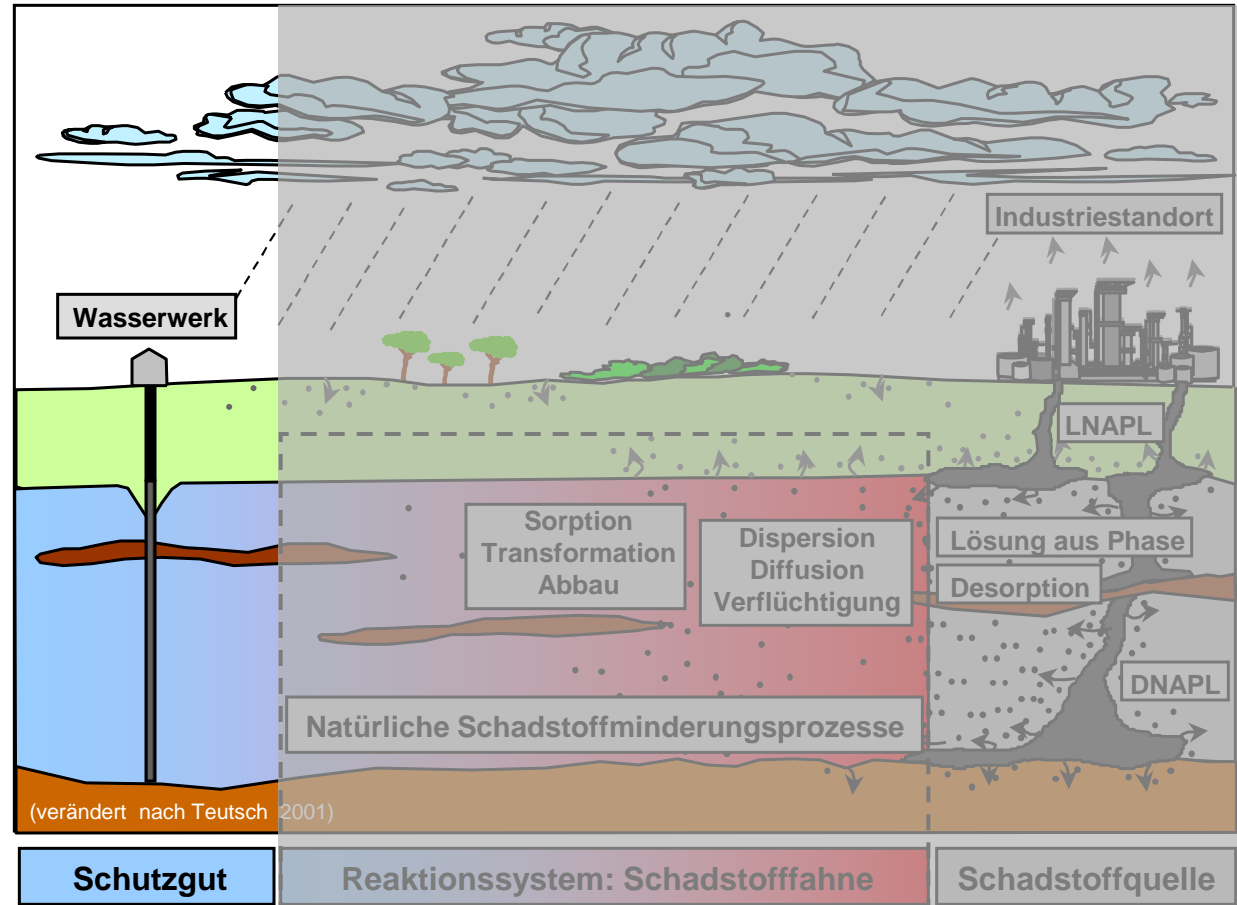 Industriestandort
Wasserwerk
LNAPL
Sorption
Transformation
Abbau
Dispersion
Diffusion
Verflüchtigung
Lösung aus Phase
Desorption
DNAPL
Natürliche Schadstoffminderungsprozesse
(verändert nach Teutsch 2001)
Schutzgut
Reaktionssystem: Schadstofffahne
Schadstoffquelle